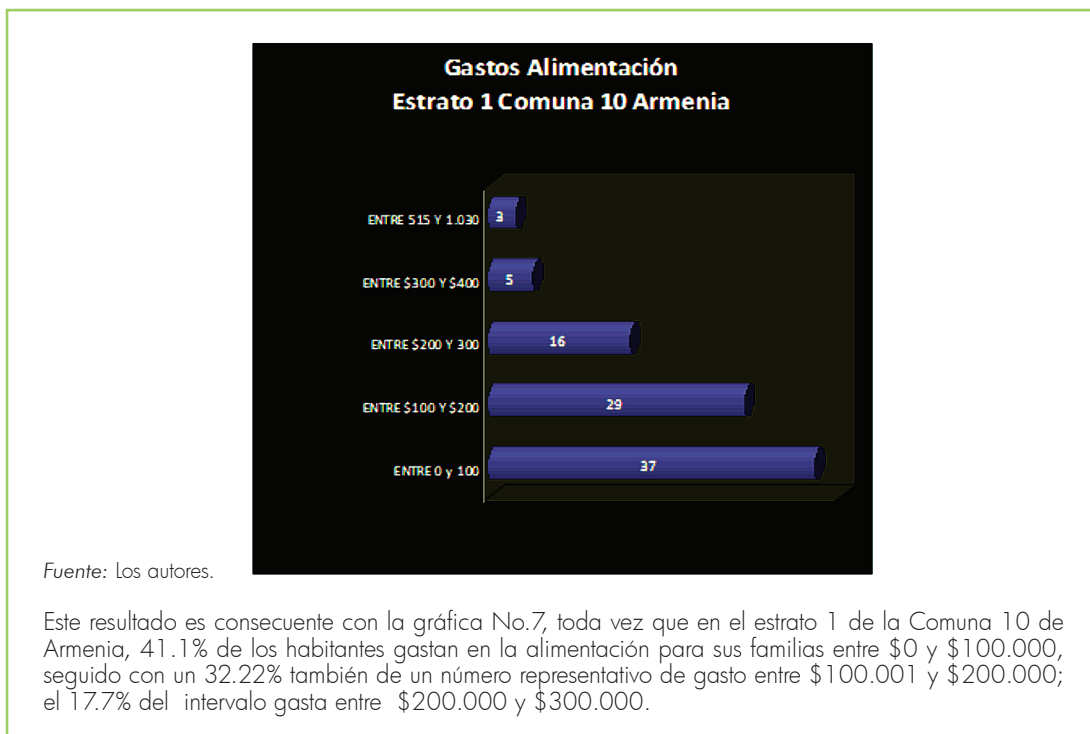 Gastos Alimentación
Estrato 1 Comuna 10 Armenia
ENTRE 515 Y 1.030
3
ENTRE $300 Y $400
5
ENTRE $200 Y 300
16
ENTRE $100 Y $200
29
ENTRE 0 y 100
37
Fuente: Los autores.
Este resultado es consecuente con la gráfica No.7, toda vez que en el estrato 1 de la Comuna 10 de
Armenia, 41.1% de los habitantes gastan en la alimentación para sus familias entre $0 y $100.000,
seguido con un 32.22% también de un número representativo de gasto entre $100.001 y $200.000;
el 17.7% del intervalo gasta entre $200.000 y $300.000.